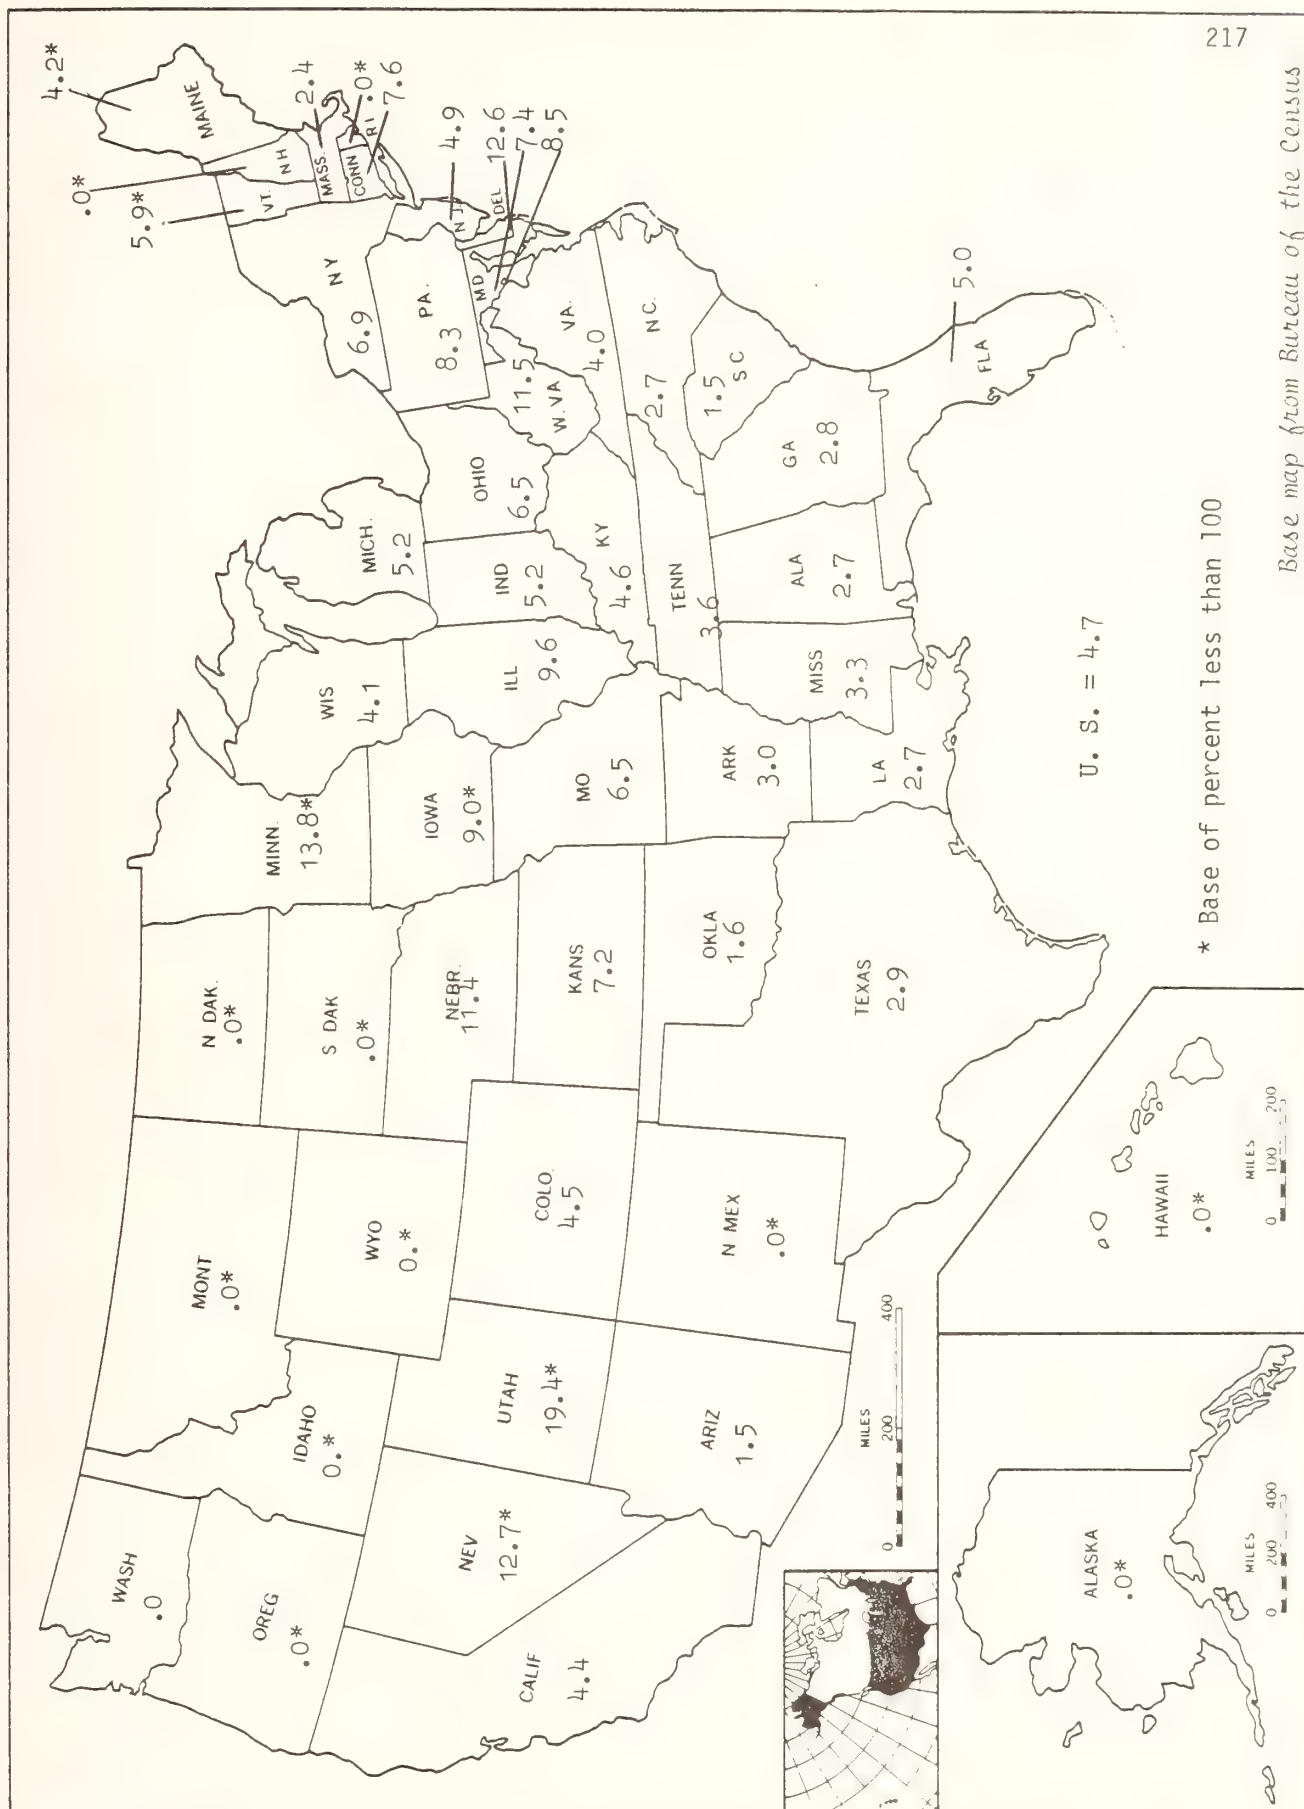 217
WASH
.0
OREG
.0*
CALIF
4.4
NEV
12.7*
IDAHO
0.*
MONT
.0*
WYO
0.*
UTAH
19.4*
ARIZ
1.5
COLO.
4.5
N MEX
.0*
N DAK.
.0*
S DAK
.0*
NEBR.
11.4
KANS
7.2
OKLA
1.6
TEXAS
2.9
MINN.
13.8*
IOWA
9.0*
MO
6.5
ARK
3.0
LA
2.7
WIS
4.1
ILL
9.6
MICH.
5.2
IND
5.2
OHIO
6.5
KY
4.6
TENN
3.6
MISS
3.3
ALA
2.7
GA
2.8
FLA
5.0
SC
1.5
NC.
2.7
VA.
4.0
W.VA
11.5
PA.
8.3
NY
6.9
VT.
5.9*
NH
.0*
MAINE
4.2*
MASS.
2.4
RI
.0*
CONN
7.6
N J.
4.9
DEL
12.6
MD
7.4
8.5
U. S. = 4.7
* Base of percent less than 100
MILES
0 200 400
ALASKA
.0*
MILES
0 200 400
HAWAII
.0*
MILES
0 100 200
Base map from Bureau of the Census